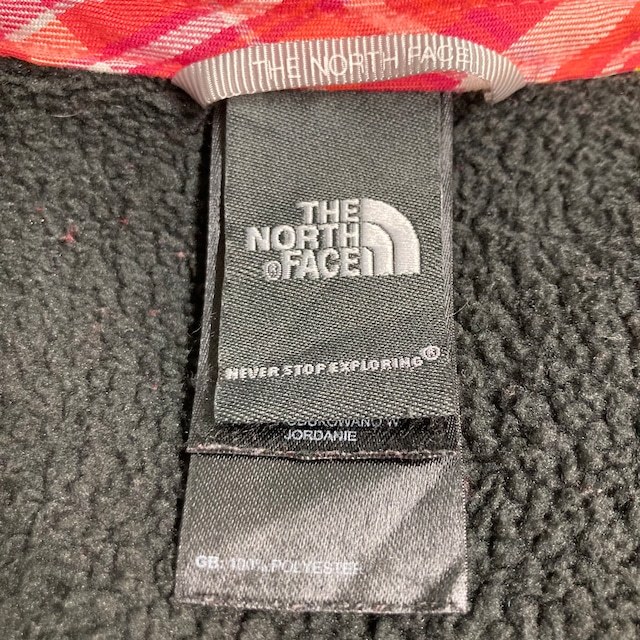 THE NORTH FACE
THE
NORTH
® FACE
NEVER STOP EXPLORING®
JORDANIE
GB: 100% POLYESTER